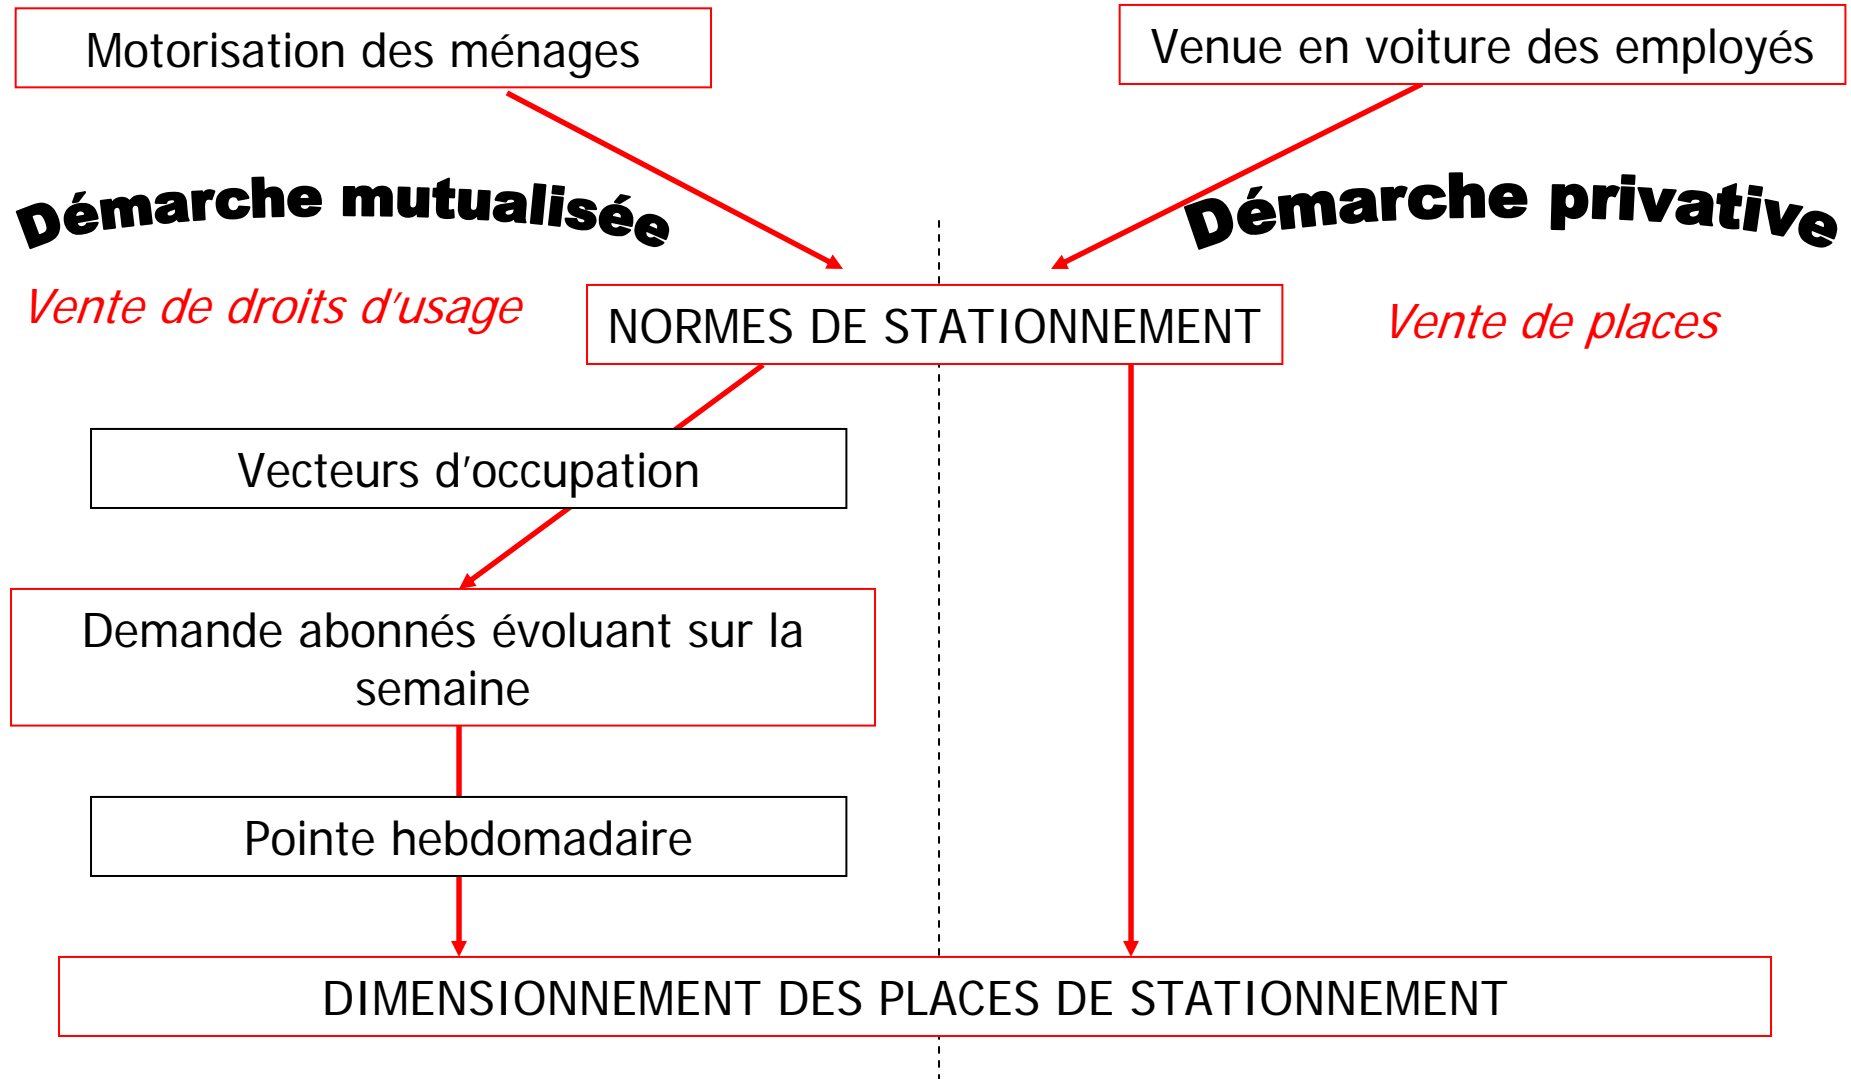 Motorisation des ménages
Venue en voiture des employés
Démarche mutualisée
Démarche privative
Vente de droits d'usage
NORMES DE STATIONNEMENT
Vente de places
Vecteurs d'occupation
Demande abonnés évoluant sur la
semaine
Pointe hebdomadaire
DIMENSIONNEMENT DES PLACES DE STATIONNEMENT